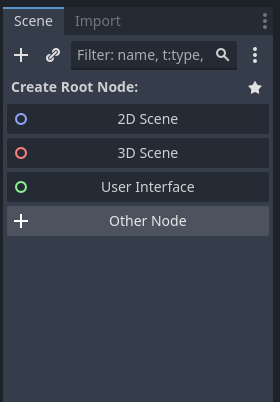 Scene Import
Filter: name, t:type,
Create Root Node:
2D Scene
3D Scene
User Interface
Other Node